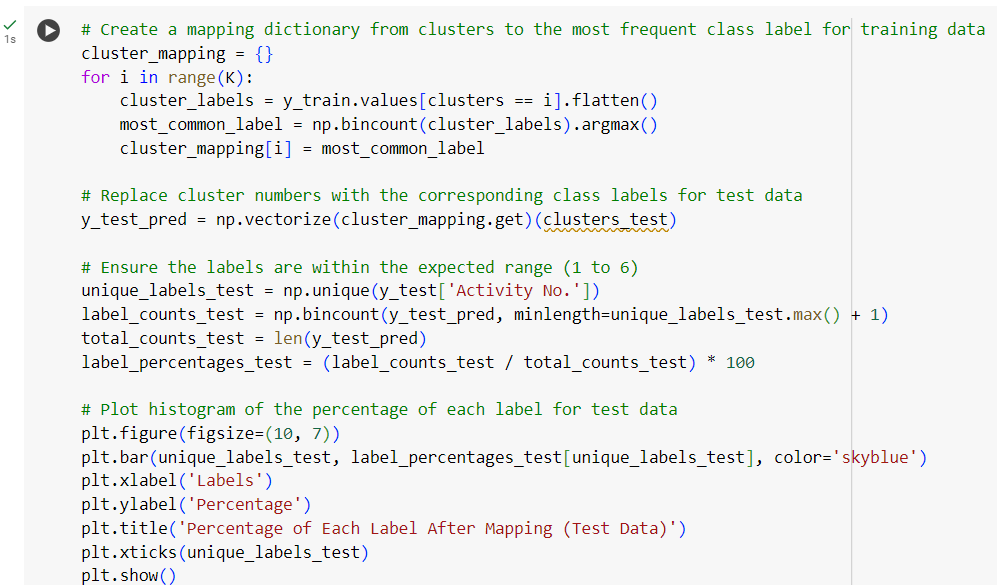 # Create a mapping dictionary from clusters to the most frequent class label for training data
cluster_mapping = {}
for i in range(K):
    cluster_labels = y_train.values[clusters == i].flatten()
    most_common_label = np.bincount(cluster_labels).argmax()
    cluster_mapping[i] = most_common_label
# Replace cluster numbers with the corresponding class labels for test data
y_test_pred = np.vectorize(cluster_mapping.get)(clusters_test)
# Ensure the labels are within the expected range (1 to 6)
unique_labels_test = np.unique(y_test['Activity No.'])
label_counts_test = np.bincount(y_test_pred, minlength=unique_labels_test.max() + 1)
total_counts_test = len(y_test_pred)
label_percentages_test = (label_counts_test / total_counts_test) * 100
# Plot histogram of the percentage of each label for test data
plt.figure(figsize=(10, 7))
plt.bar(unique_labels_test, label_percentages_test[unique_labels_test], color='skyblue')
plt.xlabel('Labels')
plt.ylabel('Percentage')
plt.title('Percentage of Each Label After Mapping (Test Data)')
plt.xticks(unique_labels_test)
plt.show()
1s